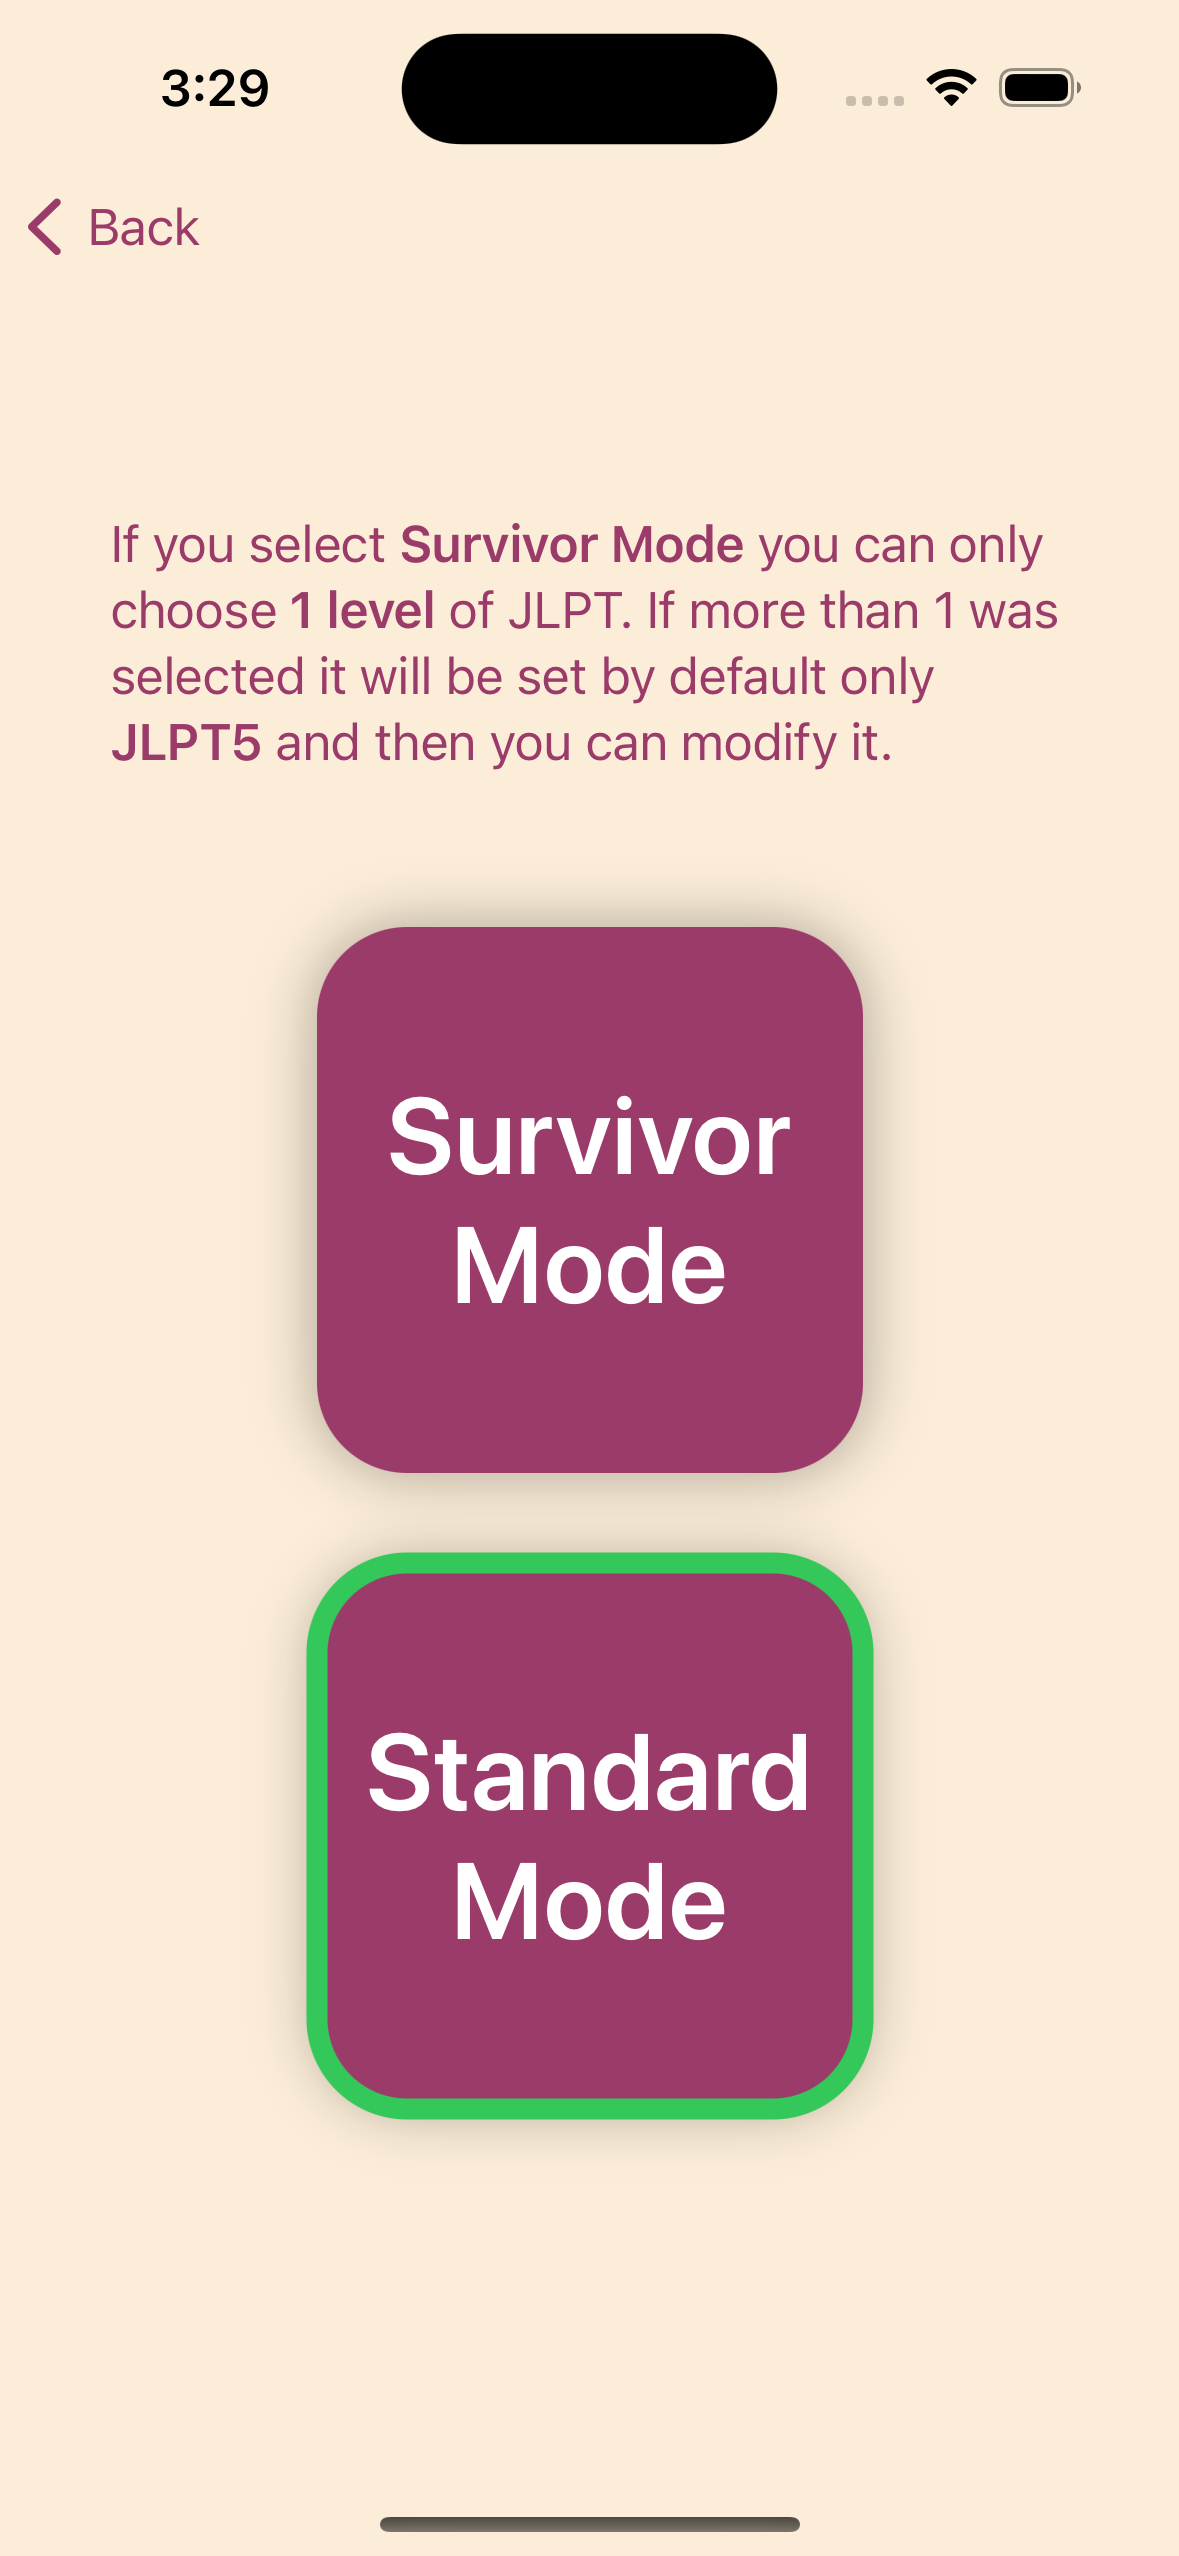 3:29
Back
If you select Survivor Mode you can only
choose 1 level of JLPT. If more than 1 was
selected it will be set by default only
JLPT5 and then you can modify it.
Survivor
Mode
Standard
Mode